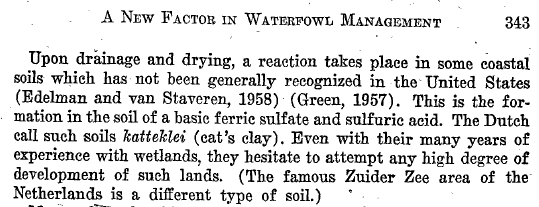 A New Factor in Waterfowl Management 343
Upon drainage and drying, a reaction takes place in some coastal
soils which has not been generally recognized in the United States
(Edelman and van Staveren, 1958) (Green, 1957). This is the for-
mation in the soil of a basic ferric sulfate and sulfuric acid. The Dutch
call such soils katteklei (cat's clay). Even with their many years of
experience with wetlands, they hesitate to attempt any high degree of
development of such lands. (The famous Zuider Zee area of the
Netherlands is a different type of soil.)